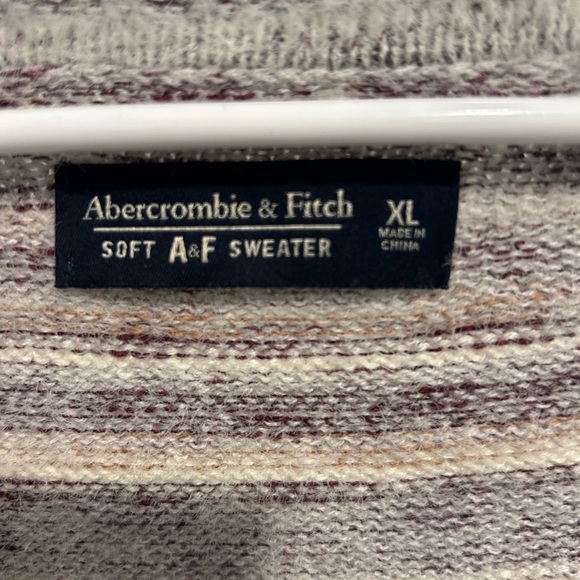 Abercrombie & Fitch
SOFT A&F SWEATER
XL
MADE IN
CHINA